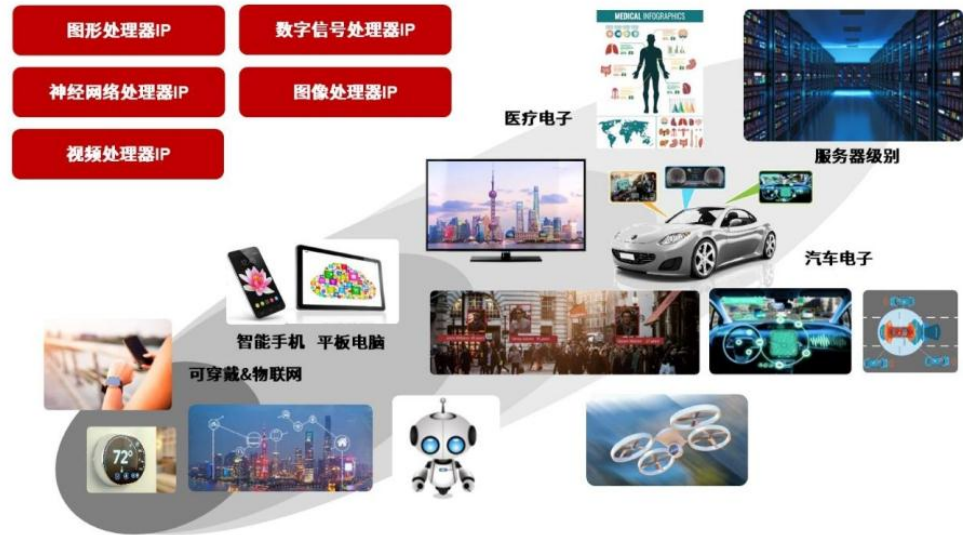 图形处理器IP
数字信号处理器IP
神经网络处理器IP
图像处理器IP
视频处理器IP
MEDICAL INFOGRAPHICS
医疗电子
服务器级别
汽车电子
智能手机 平板电脑
可穿戴&物联网
72°